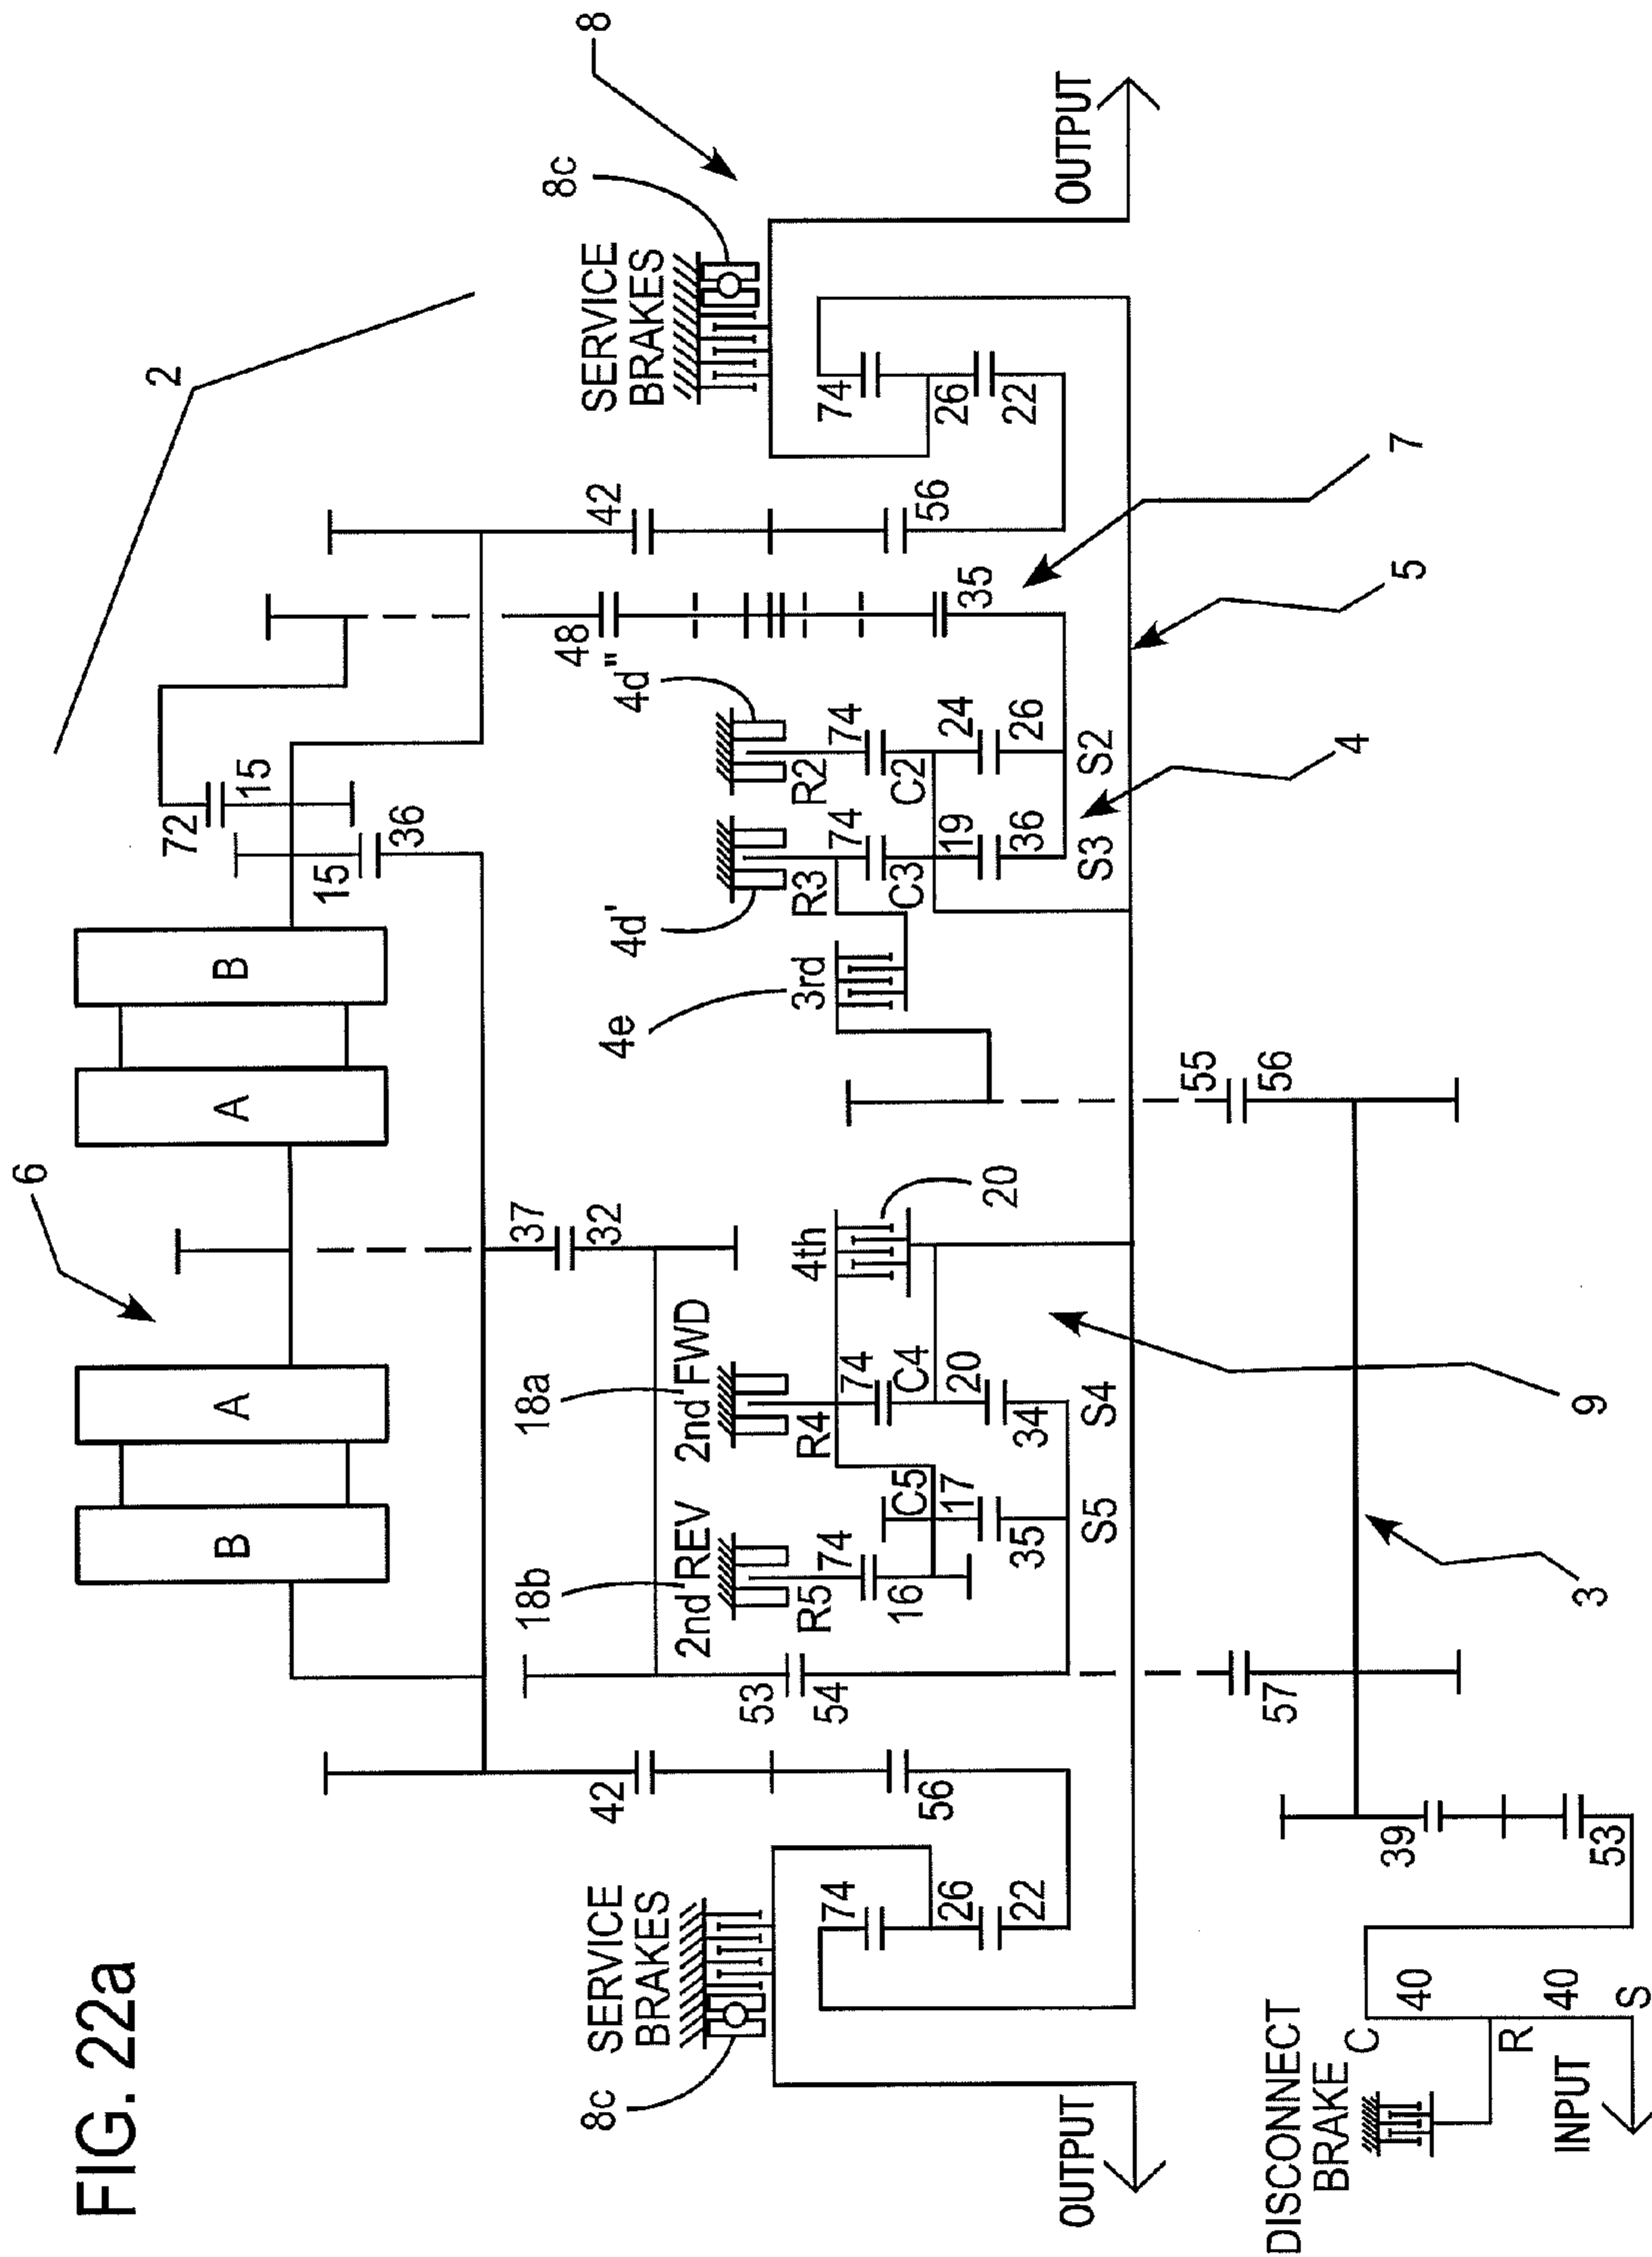 FIG. 22a
6
2
8
B
A
A
B
72
15
15
36
37
32
48
42
42
8c
SERVICE
BRAKES
8c
SERVICE
BRAKES
18b
2nd REV
18a
2nd FWD
4e
4d'
4d"
53
54
56
R5
74
16
C5
17
35
S5
R4
74
C4
20
34
S4
4th
20
3rd
R3
74
C3
19
36
S3
R2
74
C2
24
26
S2
35
56
74
26
22
74
26
22
OUTPUT
OUTPUT
7
5
4
9
3
57
55
56
39
53
DISCONNECT
BRAKE
C
40
R
40
S
INPUT